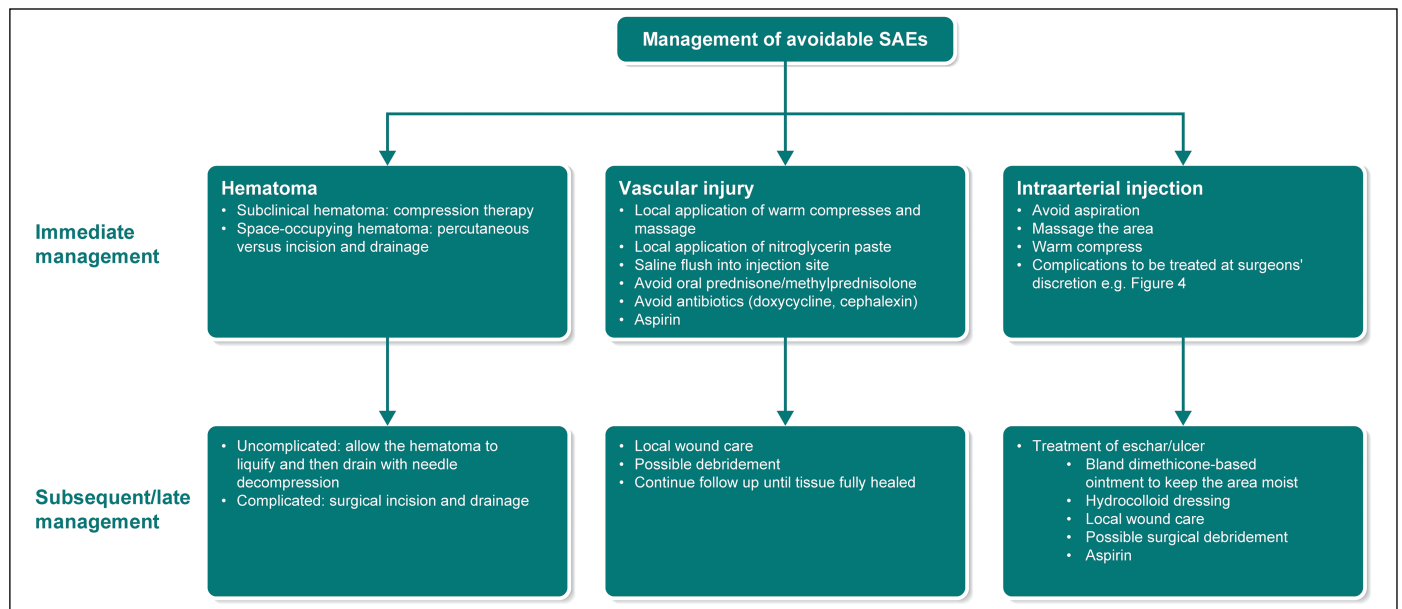 Management of avoidable SAEs
Immediate
management
Hematoma
• Subclinical hematoma: compression therapy
• Space-occupying hematoma: percutaneous
versus incision and drainage
Vascular injury
• Local application of warm compresses and
massage
• Local application of nitroglycerin paste
• Saline flush into injection site
• Avoid oral prednisone/methylprednisolone
• Avoid antibiotics (doxycycline, cephalexin)
• Aspirin
Intraarterial injection
• Avoid aspiration
• Massage the area
• Warm compress
• Complications to be treated at surgeons'
discretion e.g. Figure 4
Subsequent/late
management
• Uncomplicated: allow the hematoma to
liquify and then drain with needle
decompression
• Complicated: surgical incision and drainage
• Local wound care
• Possible debridement
• Continue follow up until tissue fully healed
• Treatment of eschar/ulcer
• Bland dimethicone-based
ointment to keep the area moist
• Hydrocolloid dressing
• Local wound care
• Possible surgical debridement
• Aspirin